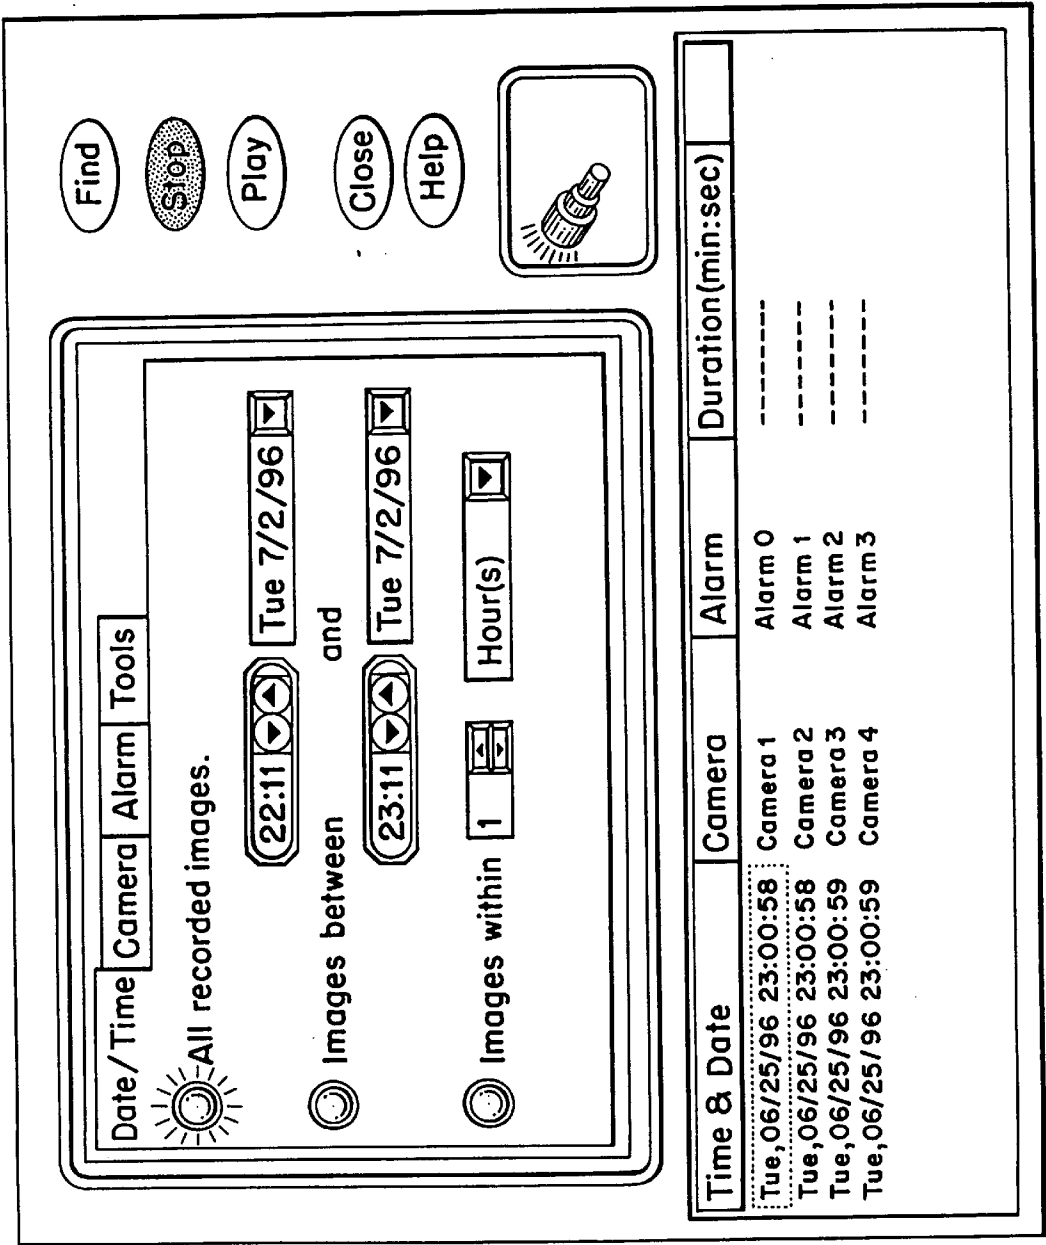 Date/Time Camera Alarm Tools
All recorded images.
22:11 Tue 7/2/96
Images between and
23:11 Tue 7/2/96
Images within 1 Hour(s)
Find
Stop
Play
Close
Help
Time & Date Camera Alarm Duration(min:sec)
Tue,06/25/96 23:00:58 Camera 1 Alarm 0 --------
Tue,06/25/96 23:00:58 Camera 2 Alarm 1 --------
Tue,06/25/96 23:00:59 Camera 3 Alarm 2 --------
Tue,06/25/96 23:00:59 Camera 4 Alarm 3 --------